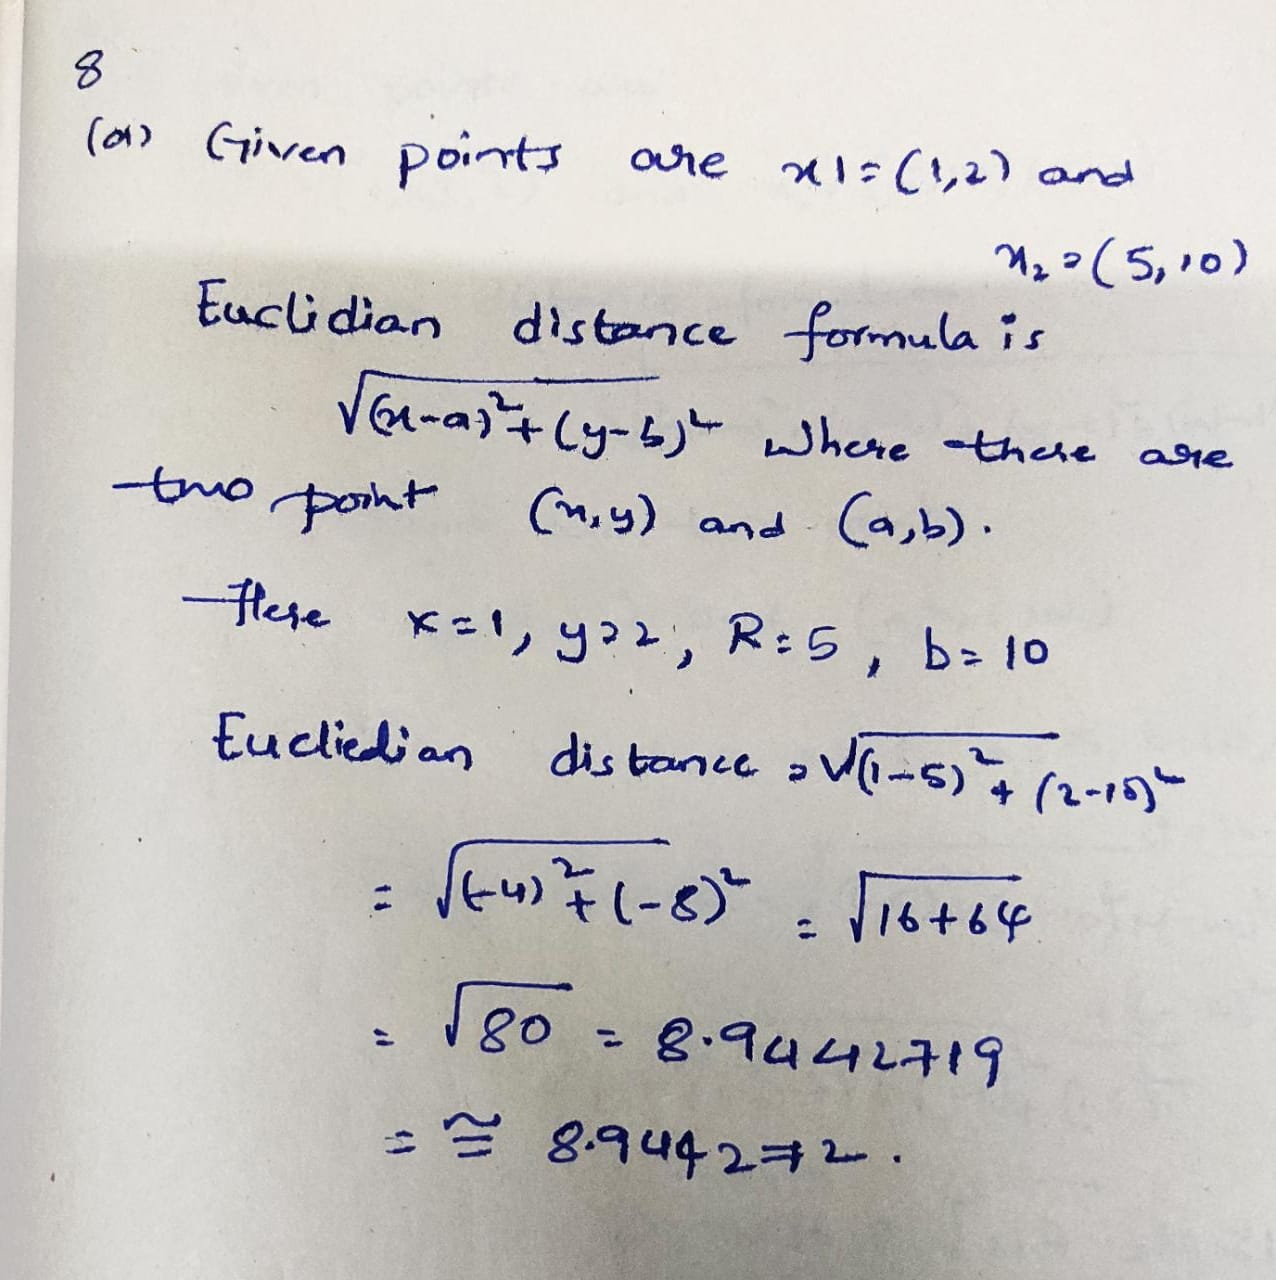 8
(a) Given points are x1=(1,2) and
x₂=(5,10)
Euclidian distance formula is
√(x-a)²+(y-b)² where there are
two point (x,y) and (a,b).
Here x=1, y=2, R=5, b=10
Eucliedian distance = √(1-5)²+(2-10)²
= √(-4)²+(-8)² = √16+64
= √80 = 8.94442719
= ≅ 8.944272.